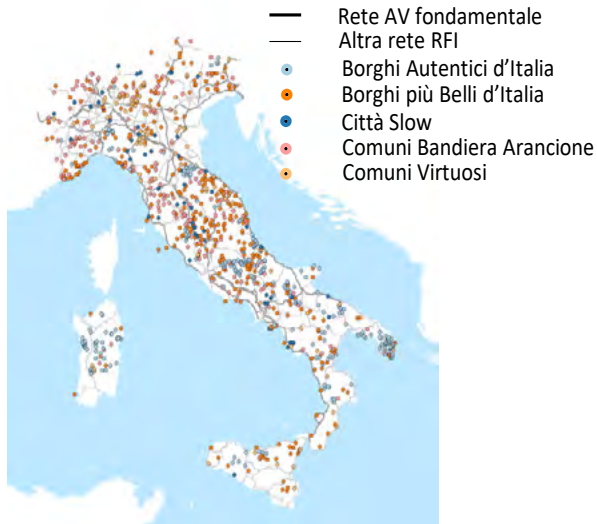 Rete AV fondamentale
Altra rete RFI
Borghi Autentici d'Italia
Borghi più Belli d'Italia
Città Slow
Comuni Bandiera Arancione
Comuni Virtuosi